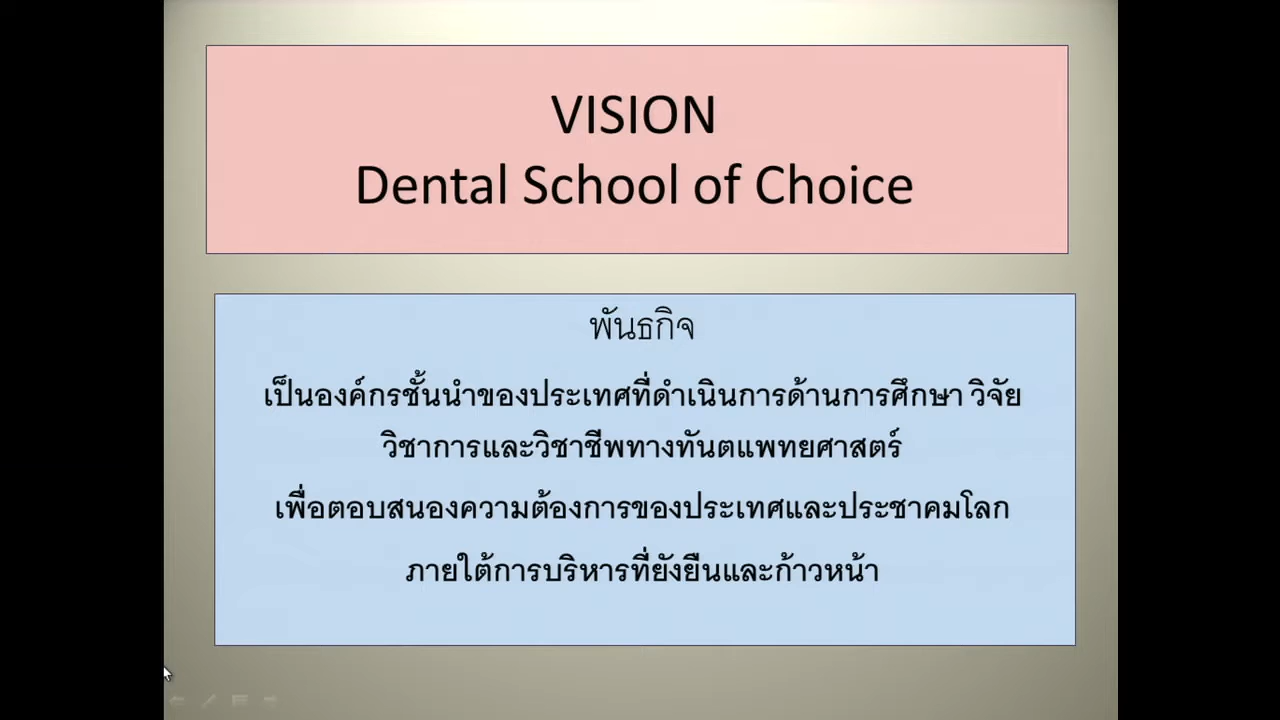 VISION
Dental School of Choice
พันธกิจ
เป็นองค์กรชั้นนำของประเทศที่ดำเนินการด้านการศึกษา วิจัย
วิชาการและวิชาชีพทางทันตแพทยศาสตร์
เพื่อตอบสนองความต้องการของประเทศและประชาคมโลก
ภายใต้การบริหารที่ยังยืนและก้าวหน้า